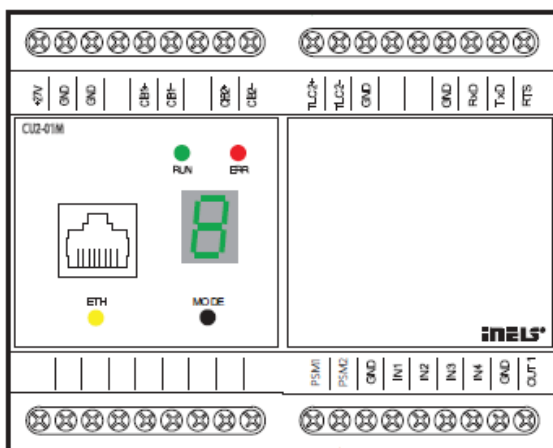 +27V GND GND CIB1+ CIB1- CIB2+ CIB2- TLC2+ TLC2- GND GND RxD TxD RTS
CU2-01M
RUN ERR
8
ETH MODE
iNELS
PSM1 PSM2 GND IN1 IN2 IN3 IN4 GND OUT1